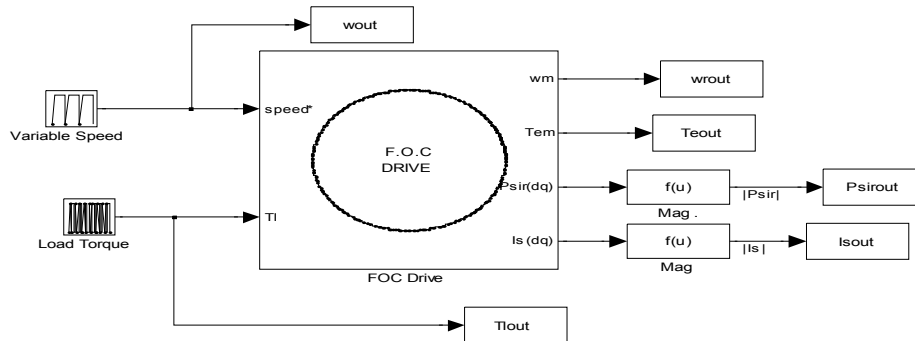 wout
wm
wrout
speed*
Variable Speed
Tem
Teout
F.O.C
DRIVE
Psir(dq)
f(u)
|Psir|
Psirout
Mag .
Tl
Load Torque
Is(dq)
f(u)
|Is|
Isout
Mag
FOC Drive
Tlout